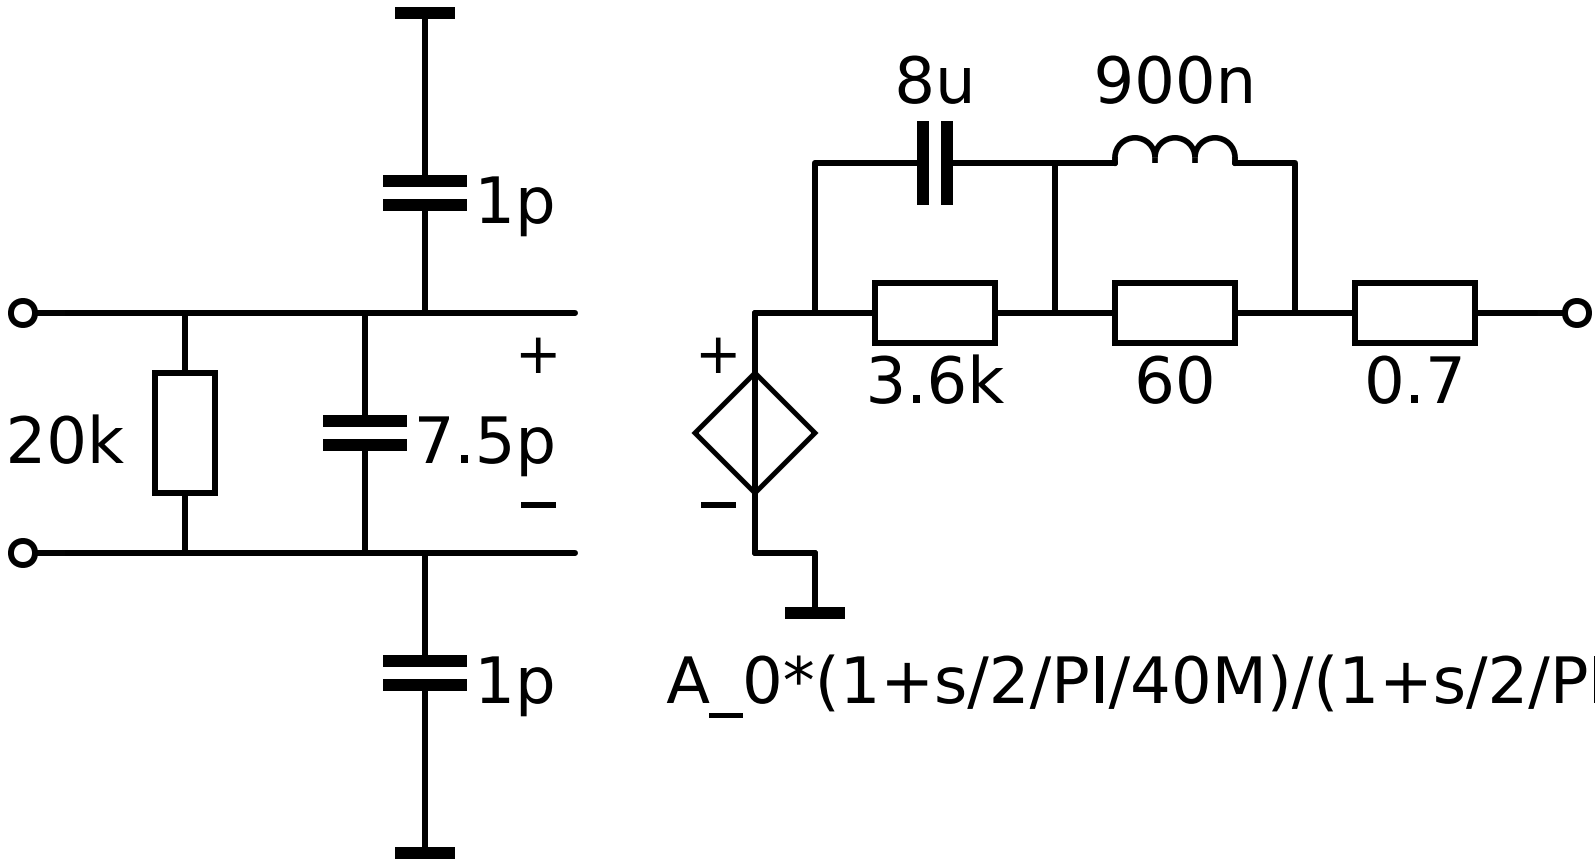 8u
900n
1p
+
+
3.6k
60
0.7
20k
7.5p
−
−
1p
A_0*(1+s/2/PI/40M)/(1+s/2/PI